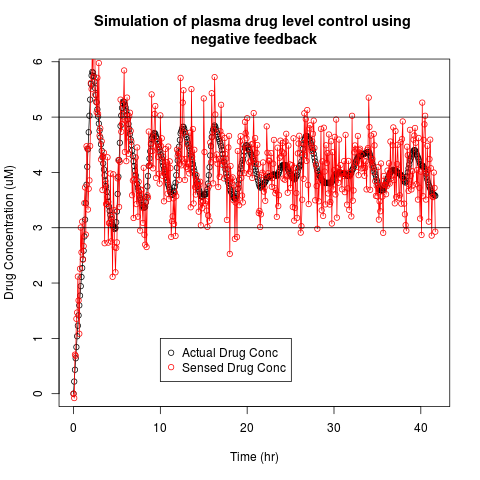 Simulation of plasma drug level control using
negative feedback
Drug Concentration (uM)
6
5
4
3
2
1
0
Actual Drug Conc
Sensed Drug Conc
0 10 20 30 40
Time (hr)